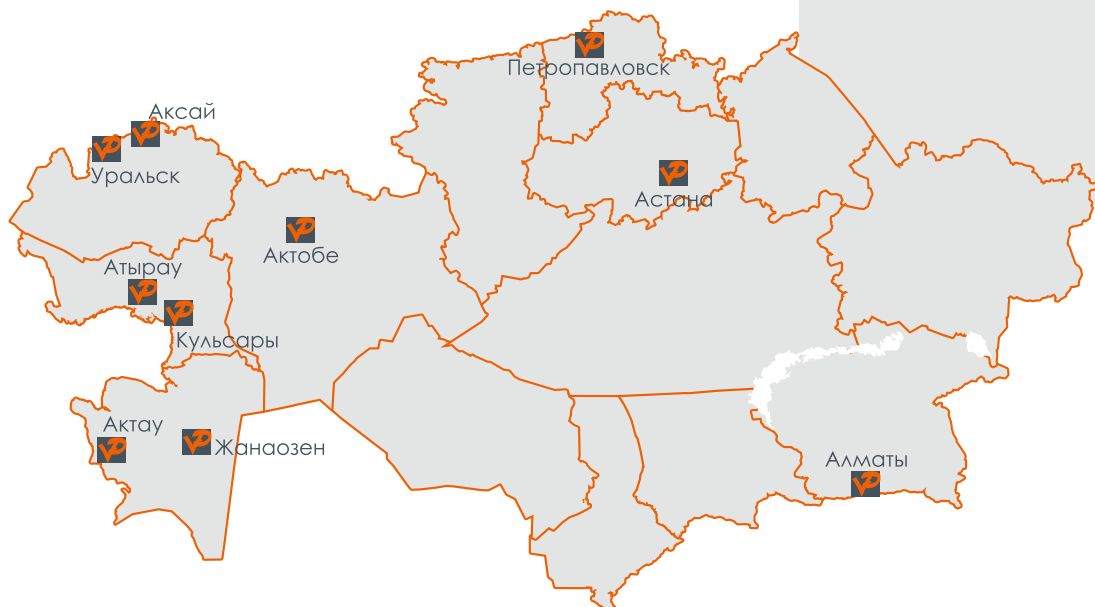 Петропавловск
Аксай
Уральск
Астана
Актобе
Атырау
Кульсары
Актау
Жанаозен
Алматы